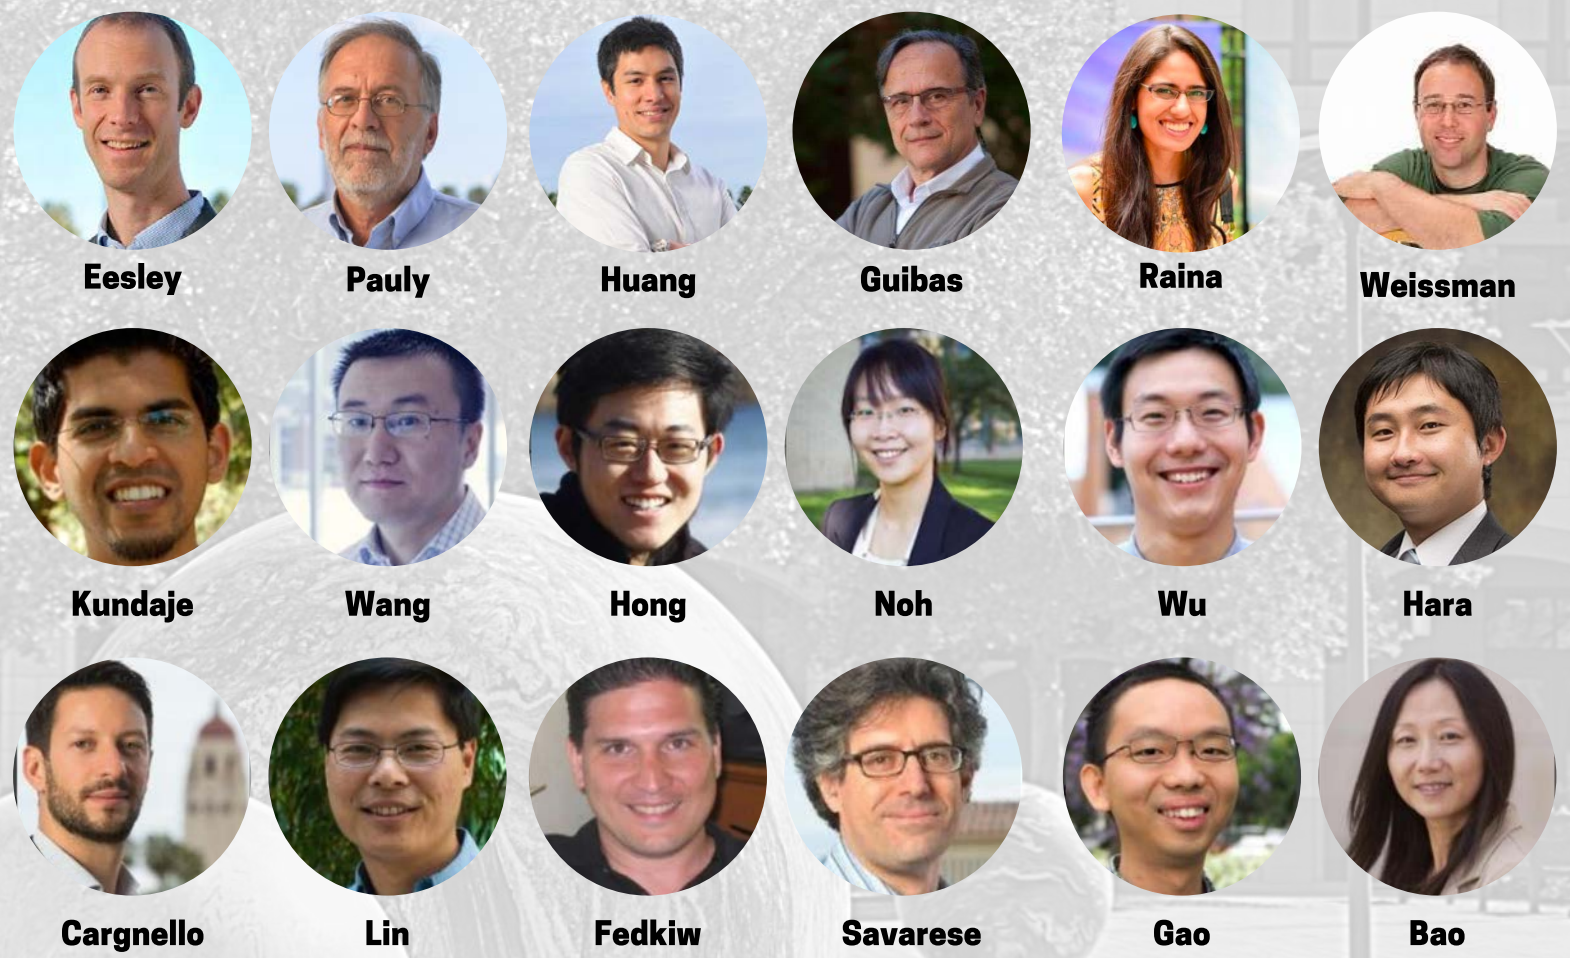 Eesley
Pauly
Huang
Guibas
Raina
Weissman
Kundaje
Wang
Hong
Noh
Wu
Hara
Cargnello
Lin
Fedkiw
Savarese
Gao
Bao